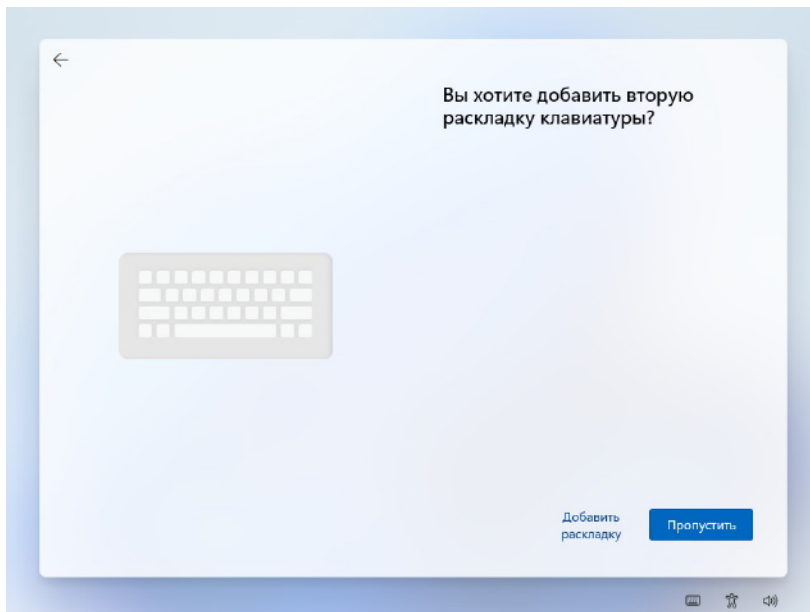 Вы хотите добавить вторую
раскладку клавиатуры?
Добавить
раскладку
Пропустить